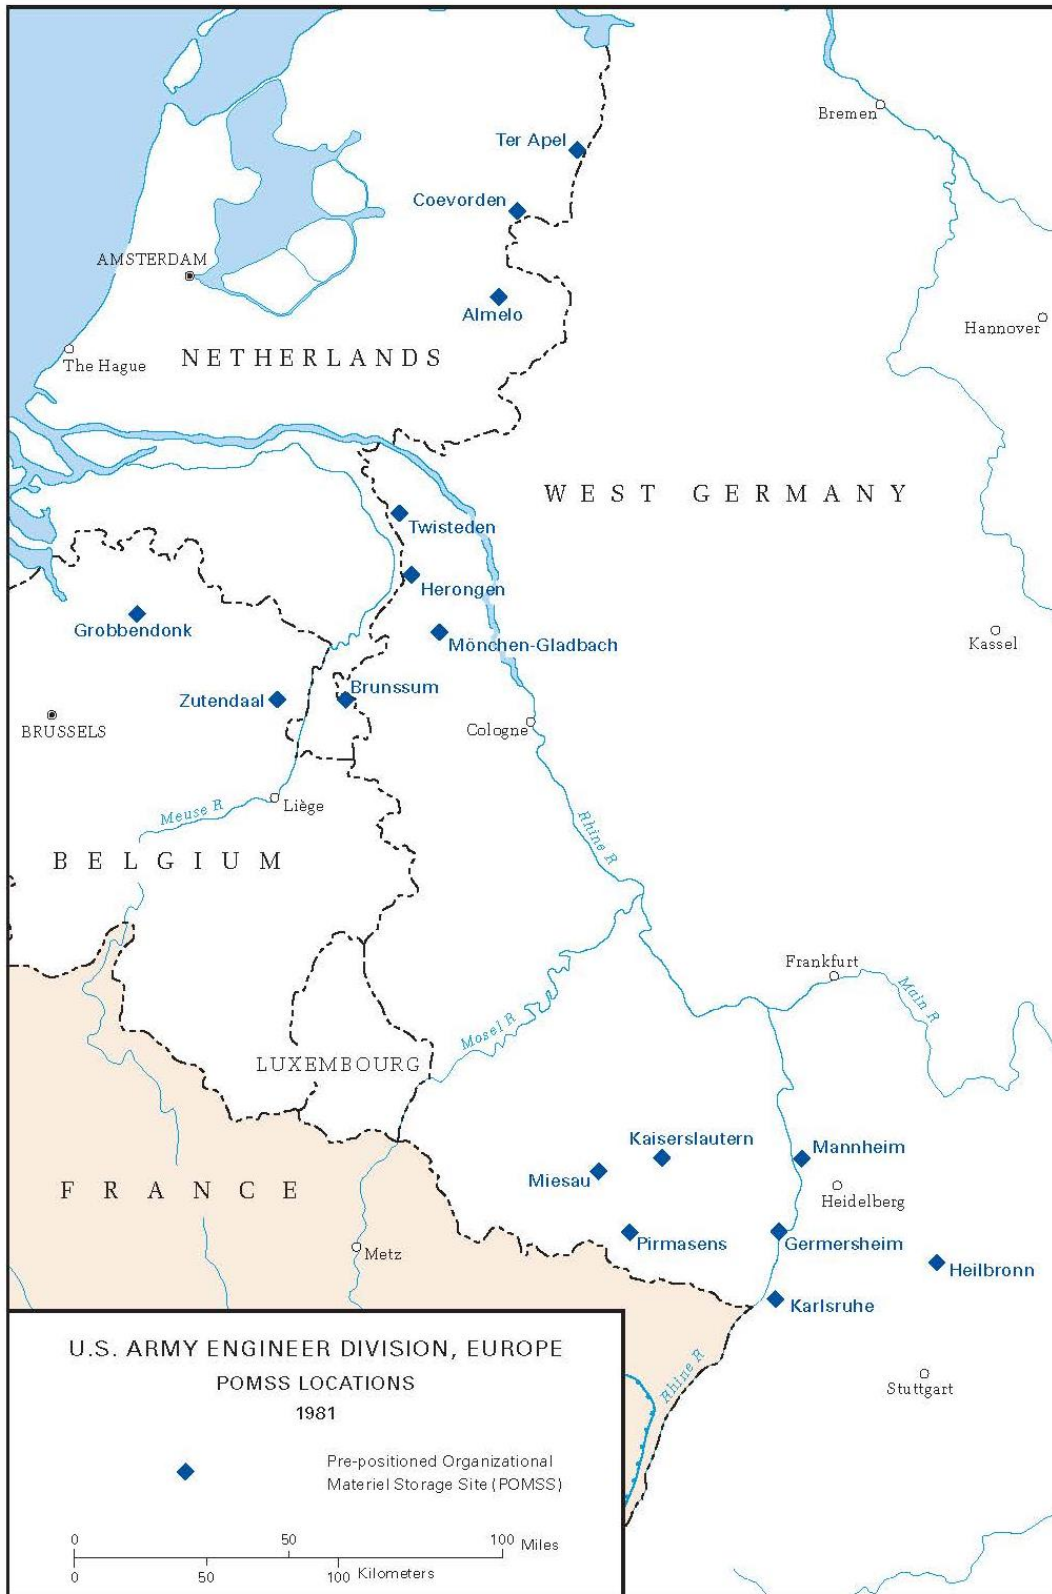 Bremen
Ter Apel
Coevorden
AMSTERDAM
Almelo
Hannover
The Hague
NETHERLANDS
WEST GERMANY
Twisteden
Herongen
Grobbendonk
Mönchen-Gladbach
Kassel
Zutendaal
Brunssum
BRUSSELS
Cologne
Meuse R
Liège
Rhine R
BELGIUM
Frankfurt
Main R
Mosel R
LUXEMBOURG
Kaiserslautern
Mannheim
Miesau
Heidelberg
FRANCE
Pirmasens
Germersheim
Metz
Heilbronn
Karlsruhe
Rhine R
Stuttgart
U.S. ARMY ENGINEER DIVISION, EUROPE
POMSS LOCATIONS
1981
Pre-positioned Organizational
Materiel Storage Site (POMSS)
0 50 100 Miles
0 50 100 Kilometers